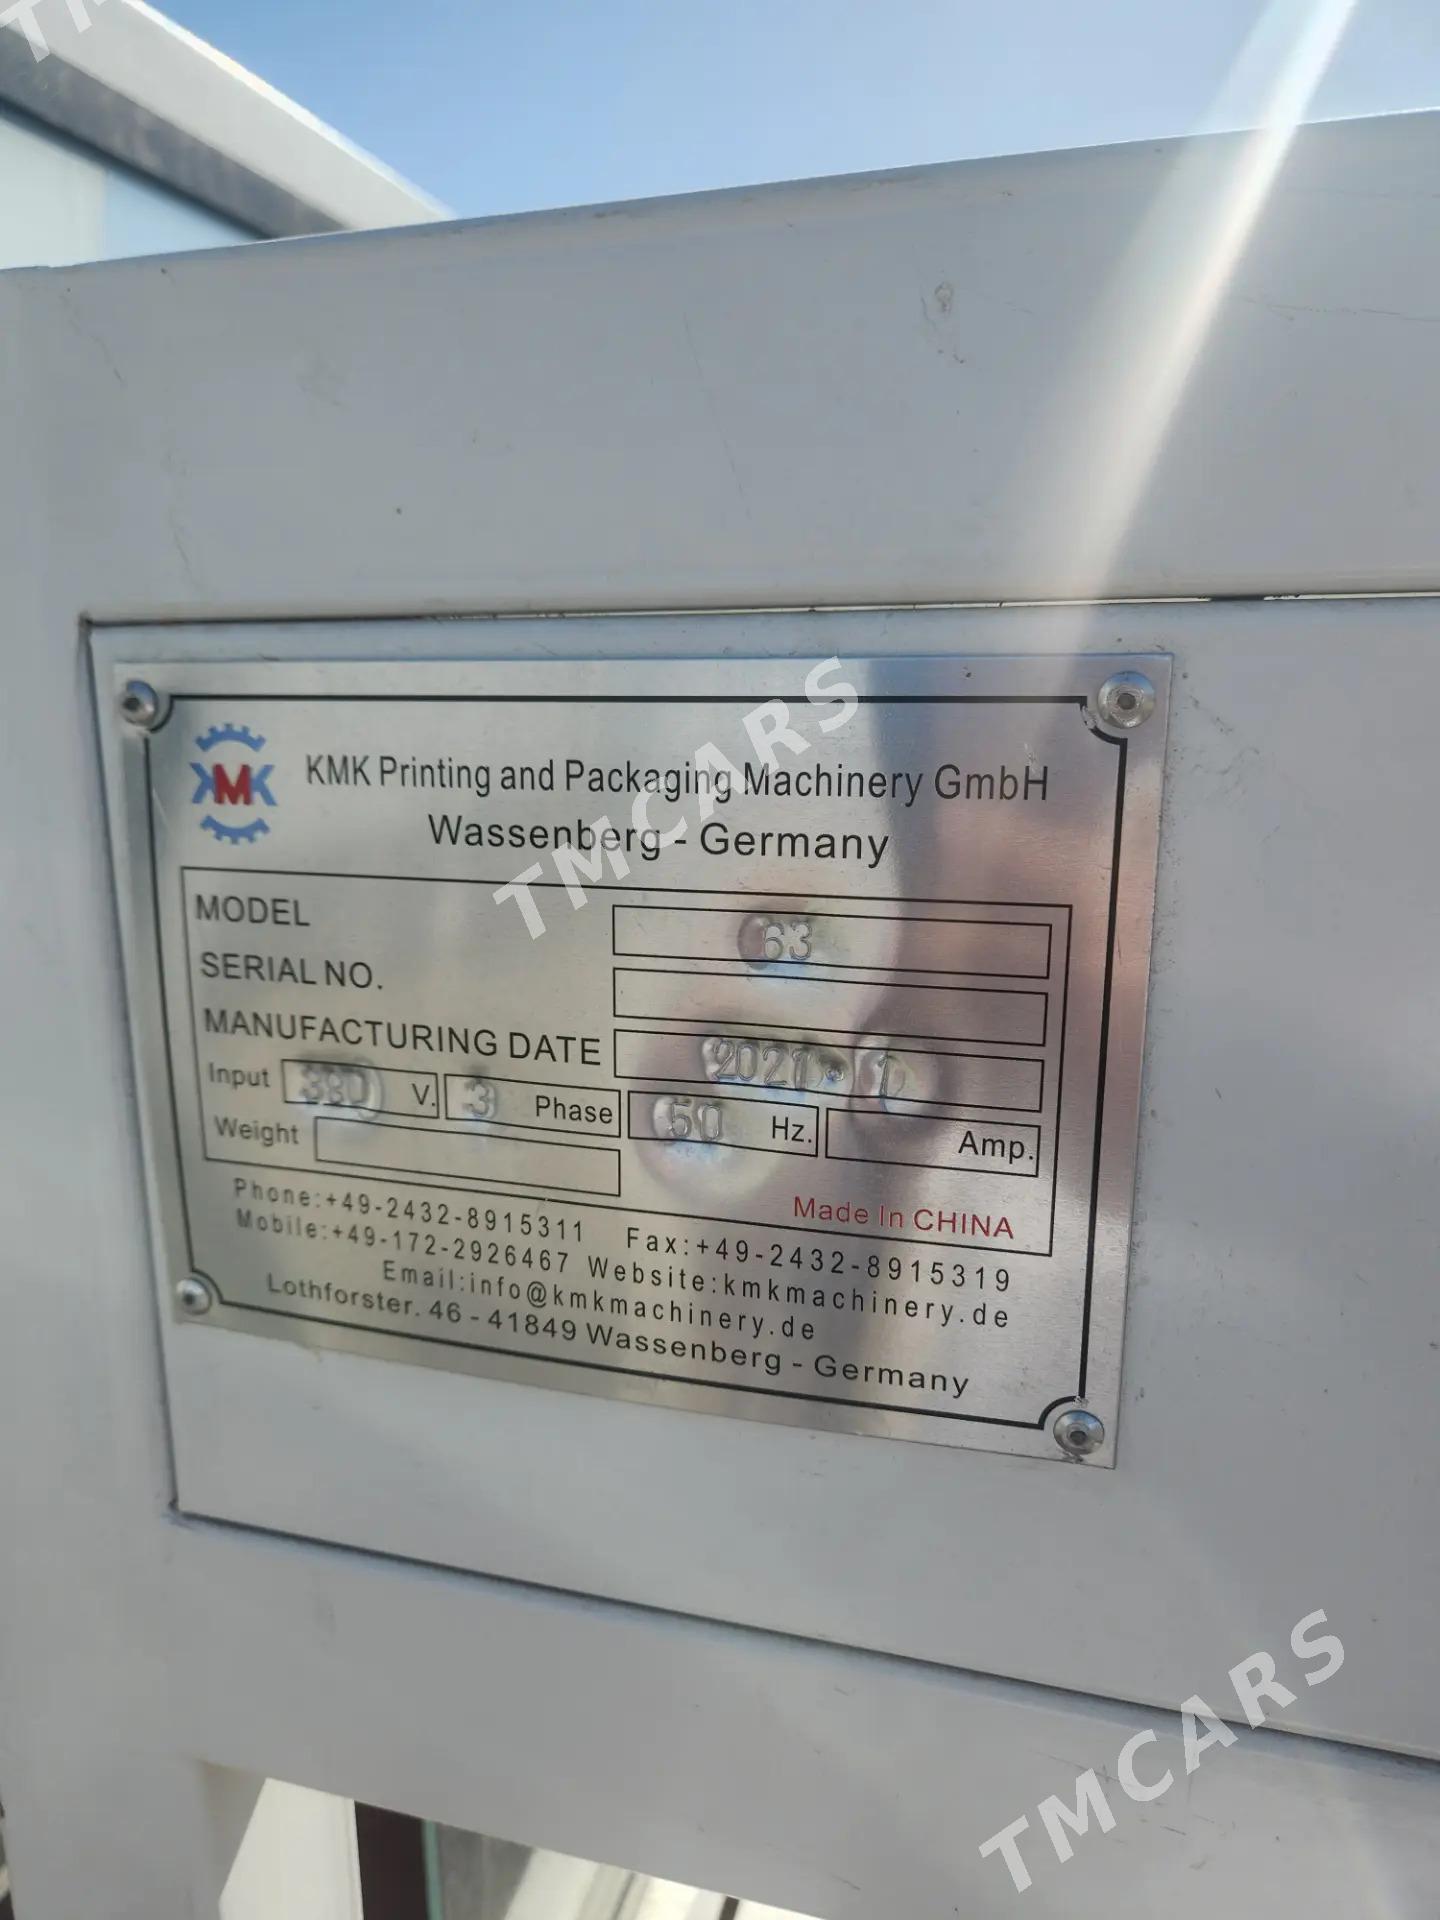 KMK
KMK Printing and Packaging Machinery GmbH
Wassenberg - Germany
MODEL 63
SERIAL NO.
MANUFACTURING DATE 2021.1
Input 380 V. 3 Phase 50 Hz. Amp.
Weight
Made In CHINA
Phone:+49-2432-8915311 Fax:+49-2432-8915319
Mobile:+49-172-2926467 Website:kmkmachinery.de
Email:info@kmkmachinery.de
Lothforster. 46 - 41849 Wassenberg - Germany
TMCARS
TMCARS